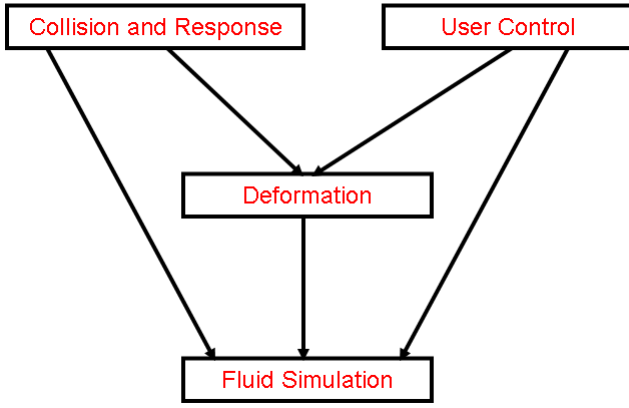 Collision and Response
User Control
Deformation
Fluid Simulation